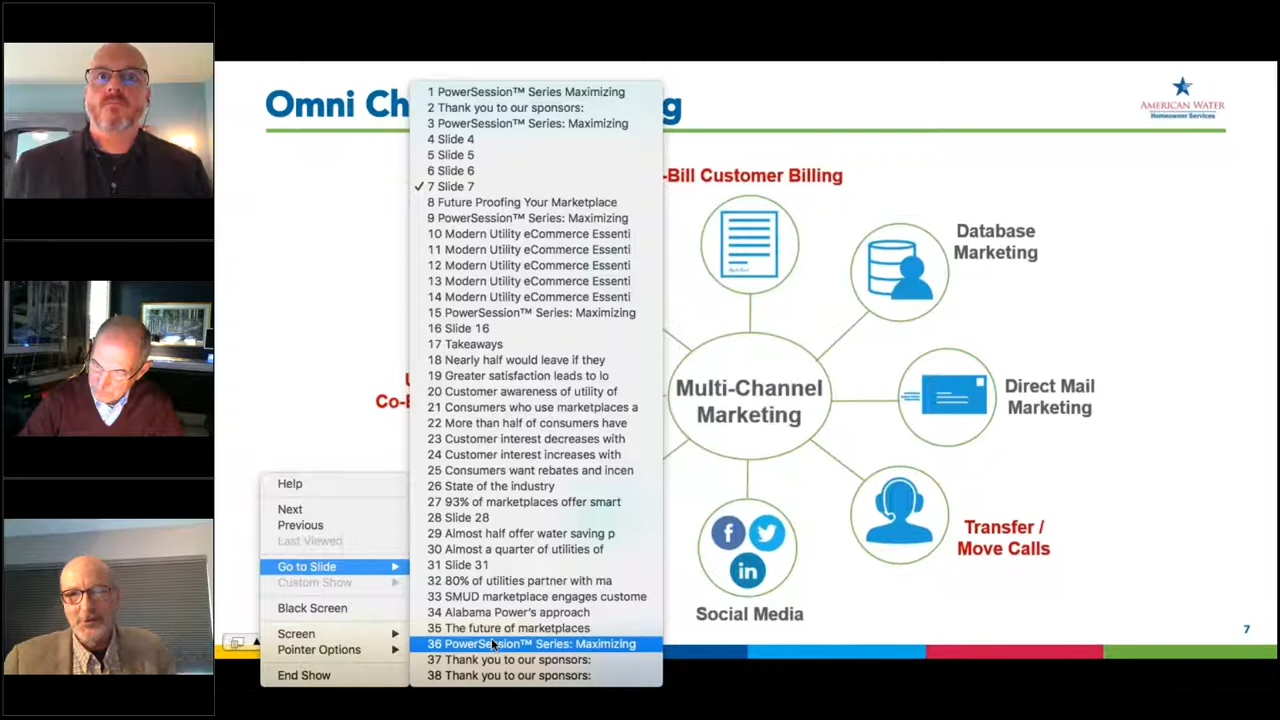 Omni Ch
g
AMERICAN WATER
Homeowner Services
1 PowerSession™ Series Maximizing
2 Thank you to our sponsors:
3 PowerSession™ Series: Maximizing
4 Slide 4
5 Slide 5
6 Slide 6
✓ 7 Slide 7
8 Future Proofing Your Marketplace
9 PowerSession™ Series: Maximizing
10 Modern Utility eCommerce Essenti
11 Modern Utility eCommerce Essenti
12 Modern Utility eCommerce Essenti
13 Modern Utility eCommerce Essenti
14 Modern Utility eCommerce Essenti
15 PowerSession™ Series: Maximizing
16 Slide 16
17 Takeaways
18 Nearly half would leave if they
19 Greater satisfaction leads to lo
20 Customer awareness of utility of
21 Consumers who use marketplaces a
22 More than half of consumers have
23 Customer interest decreases with
24 Customer interest increases with
25 Consumers want rebates and incen
26 State of the industry
27 93% of marketplaces offer smart
28 Slide 28
29 Almost half offer water saving p
30 Almost a quarter of utilities of
31 Slide 31
32 80% of utilities partner with ma
33 SMUD marketplace engages custome
34 Alabama Power's approach
35 The future of marketplaces
36 PowerSession™ Series: Maximizing
37 Thank you to our sponsors:
38 Thank you to our sponsors:
Help
Next
Previous
Last Viewed
Go to Slide
Custom Show
Black Screen
Screen
Pointer Options
End Show
-Bill Customer Billing
Database
Marketing
Direct Mail
Marketing
Transfer /
Move Calls
Social Media
f
in
Multi-Channel
Marketing
U
Co-B
7